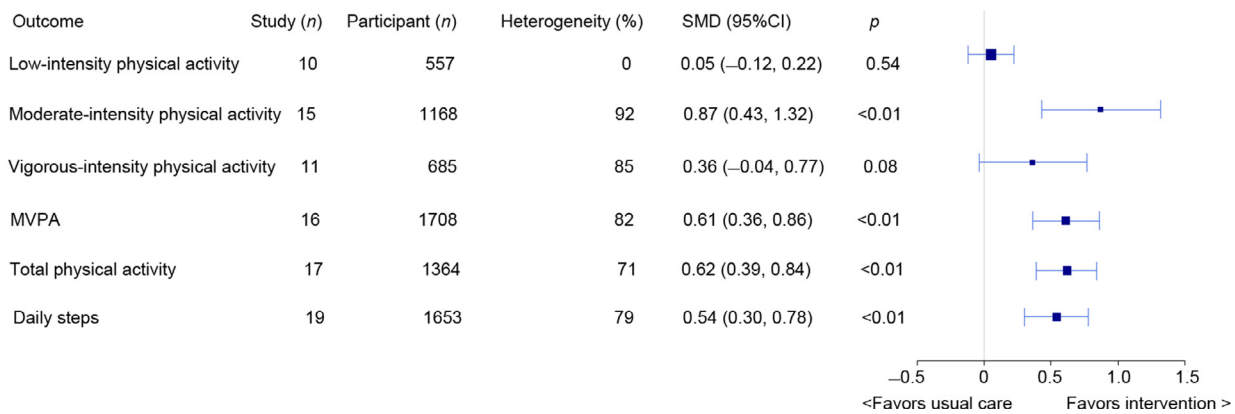 Outcome Study (n) Participant (n) Heterogeneity (%) SMD (95%CI) p
Low-intensity physical activity 10 557 0 0.05 (—0.12, 0.22) 0.54
Moderate-intensity physical activity 15 1168 92 0.87 (0.43, 1.32) <0.01
Vigorous-intensity physical activity 11 685 85 0.36 (—0.04, 0.77) 0.08
MVPA 16 1708 82 0.61 (0.36, 0.86) <0.01
Total physical activity 17 1364 71 0.62 (0.39, 0.84) <0.01
Daily steps 19 1653 79 0.54 (0.30, 0.78) <0.01
—0.5 0 0.5 1.0 1.5
<Favors usual care Favors intervention >